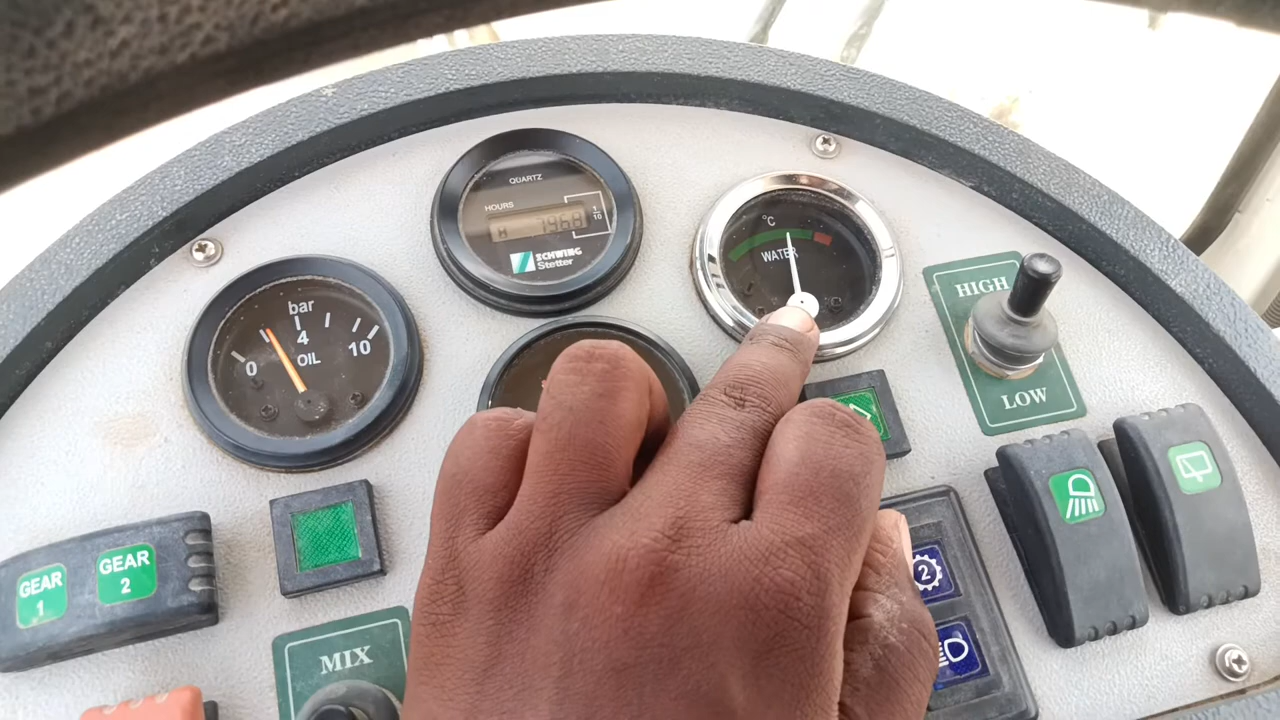 QUARTZ
HOURS
7968
1
10
SCHWING
Stetter
°C
WATER
bar
0
4
10
OIL
HIGH
LOW
GEAR
1
GEAR
2
2
MIX